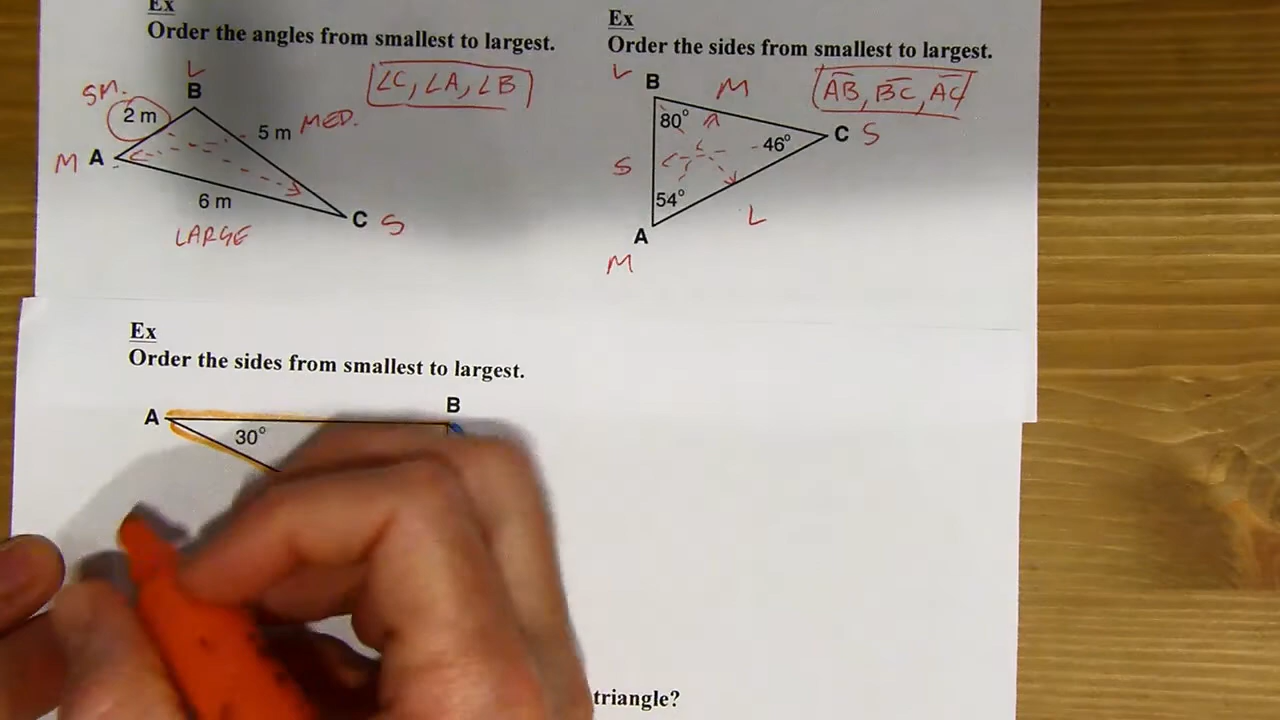 Ex
Order the angles from smallest to largest.
L
B
SM.
2 m
5 m MED.
M A
6 m
C S
LARGE
∠C, ∠A, ∠B
Ex
Order the sides from smallest to largest.
L B
M
80°
46°
C S
S
54°
L
A
M
AB, BC, AC
Ex
Order the sides from smallest to largest.
A
B
30°
triangle?